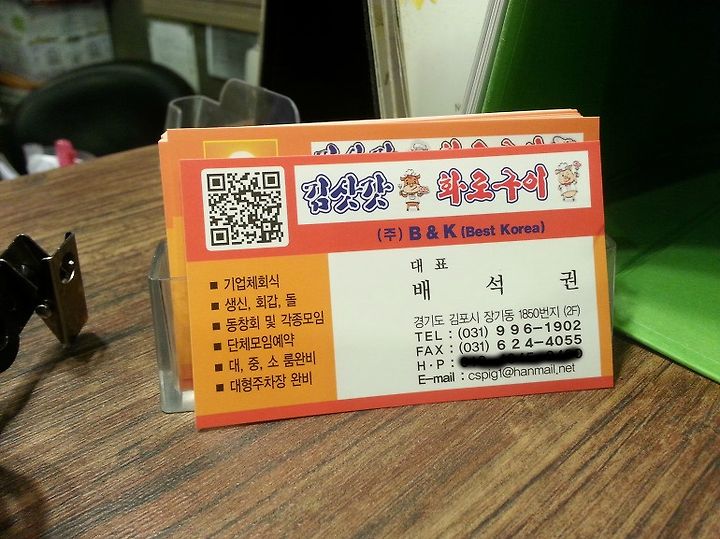 김삿갓 화로구이
(주) B & K (Best Korea)
■ 기업체회식
■ 생신, 회갑, 돌
■ 동창회 및 각종모임
■ 단체모임예약
■ 대, 중, 소 룸완비
■ 대형주차장 완비
대 표
배 석 권
경기도 김포시 장기동 1850번지 (2F)
TEL : (031) 996-1902
FAX : (031) 624-4055
H·P :
E-mail : cspig1@hanmail.net